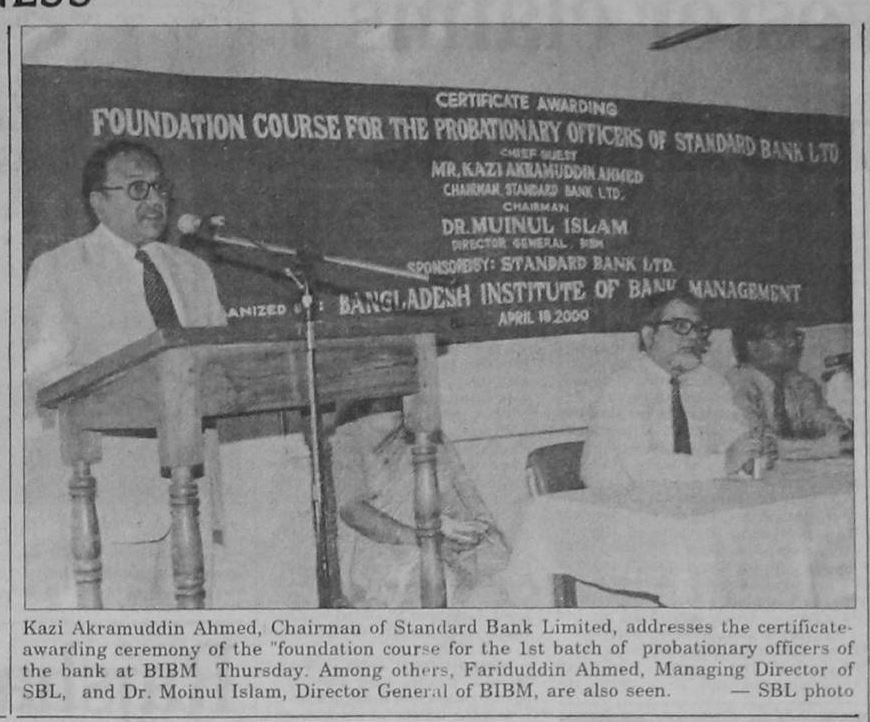 NESS
CERTIFICATE AWARDING
FOUNDATION COURSE FOR THE PROBATIONARY OFFICERS OF STANDARD BANK LTD
CHIEF GUEST
MR. KAZI AKRAMUDDIN AHMED
CHAIRMAN, STANDARD BANK LTD.
CHAIRMAN
DR. MUINUL ISLAM
DIRECTOR GENERAL, BIBM
SPONSORED BY: STANDARD BANK LTD.
ANIZED : BANGLADESH INSTITUTE OF BANK MANAGEMENT
APRIL 2000
Kazi Akramuddin Ahmed, Chairman of Standard Bank Limited, addresses the certificate-
awarding ceremony of the "foundation course for the 1st batch of probationary officers of
the bank at BIBM Thursday. Among others, Fariduddin Ahmed, Managing Director of
SBL, and Dr. Moinul Islam, Director General of BIBM, are also seen. — SBL photo